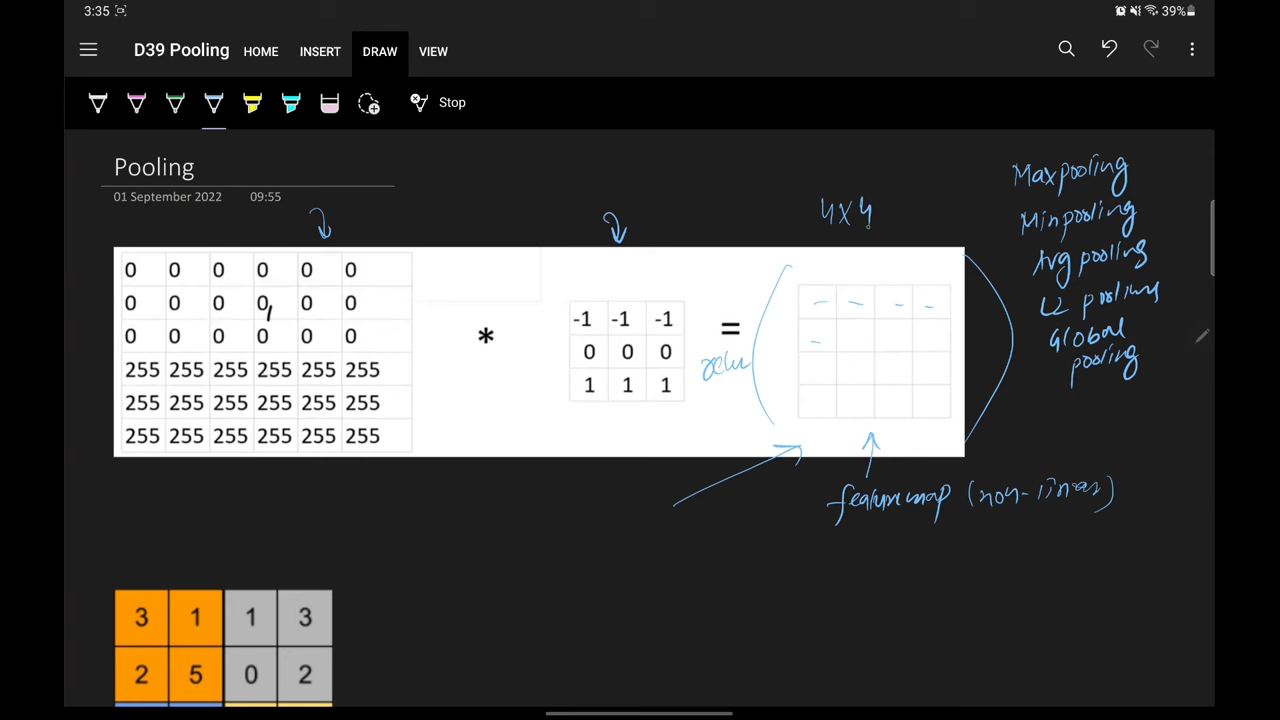 3:35 39%
D39 Pooling HOME INSERT DRAW VIEW
Stop
Pooling
01 September 2022 09:55
Maxpooling
Minpooling
Avg pooling
L2 pooling
Global
pooling
4x4
0 0 0 0 0 0
0 0 0 0 0 0
0 0 0 0 0 0
255 255 255 255 255 255
255 255 255 255 255 255
255 255 255 255 255 255
*
-1 -1 -1
0 0 0
1 1 1
=
relu
feature map (non-linear)
3 1 1 3
2 5 0 2